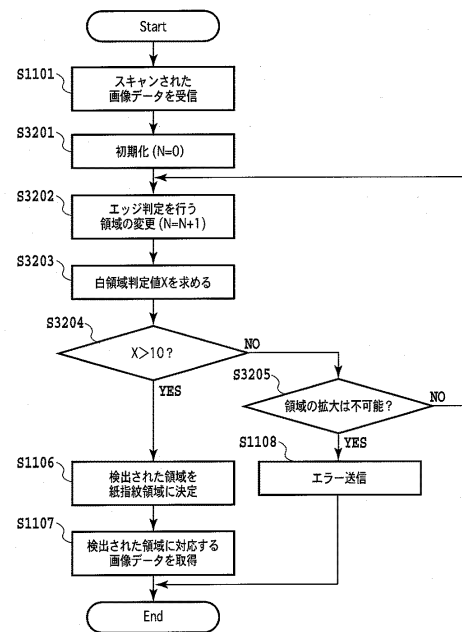 Start
S1101
スキャンされた
画像データを受信
S3201
初期化 (N=0)
S3202
エッジ判定を行う
領域の変更 (N=N+1)
S3203
白領域判定値Xを求める
S3204
X>10?
NO
YES
S3205
領域の拡大は不可能?
NO
YES
S1108
エラー送信
S1106
検出された領域を
紙指紋領域に決定
S1107
検出された領域に対応する
画像データを取得
End